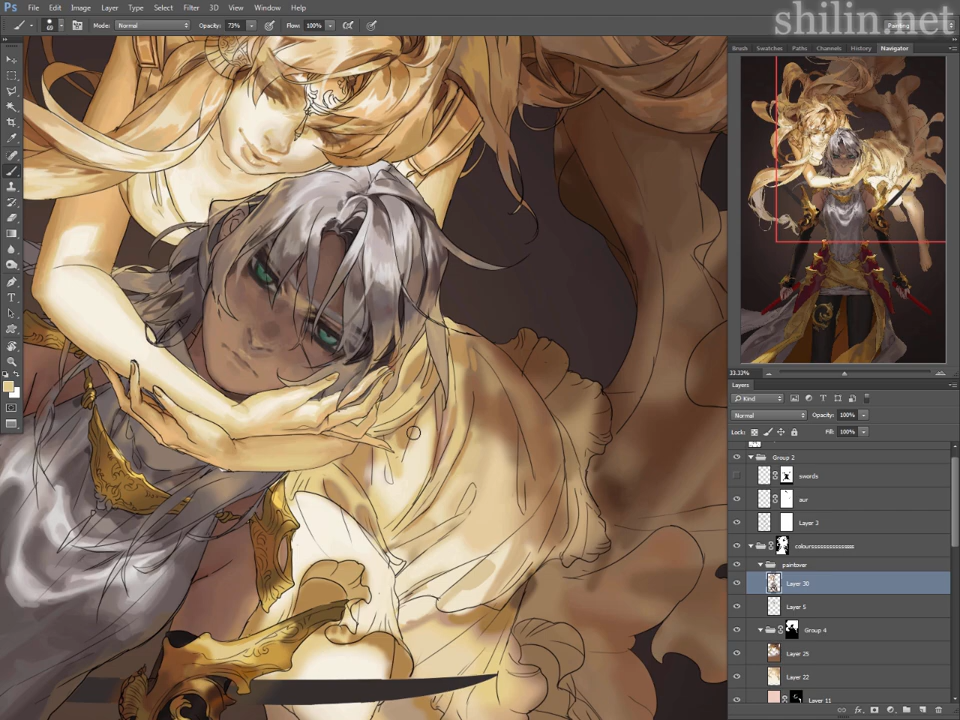 Ps File Edit Image Layer Type Select Filter 3D View Window Help
shilin.net
69 Mode: Normal Opacity: 73% Flow: 100% Painting
Brush Swatches Paths Channels History Navigator
33.33%
Layers
Kind
Normal Opacity: 100%
Lock: Fill: 100%
Group 2
swords
aur
Layer 3
paintover
Layer 30
Layer 5
Group 4
Layer 25
Layer 22
Layer 11
fx